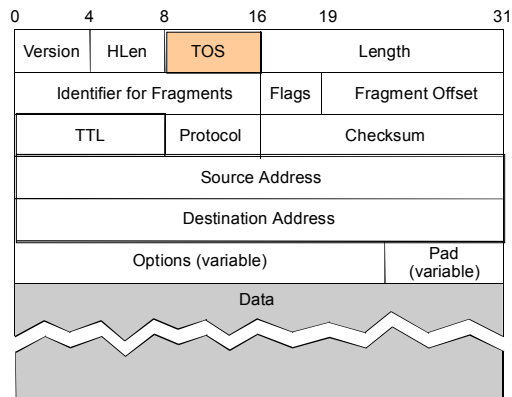 0 4 8 16 19 31
Version HLen TOS Length
Identifier for Fragments Flags Fragment Offset
TTL Protocol Checksum
Source Address
Destination Address
Options (variable) Pad
(variable)
Data